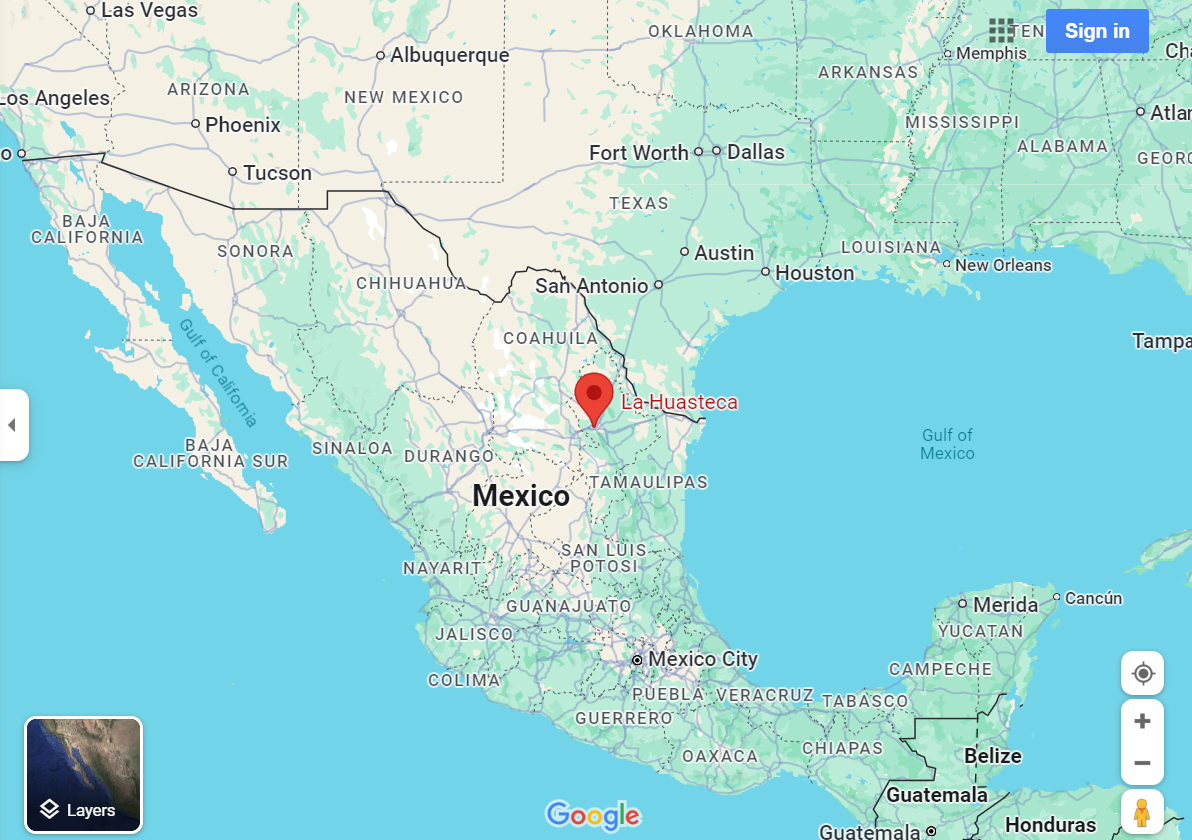 Las Vegas
OKLAHOMA
TEN
Sign in
Albuquerque
Memphis
Cha
ARKANSAS
Los Angeles
ARIZONA
NEW MEXICO
Phoenix
MISSISSIPPI
Atlan
ALABAMA
GEORG
o
Fort Worth
Dallas
Tucson
TEXAS
BAJA
CALIFORNIA
SONORA
Austin
LOUISIANA
New Orleans
Houston
CHIHUAHUA
San Antonio
COAHUILA
Tampa
Gulf of California
La Huasteca
Gulf of
Mexico
BAJA
CALIFORNIA SUR
SINALOA
DURANGO
TAMAULIPAS
Mexico
SAN LUIS
POTOSI
NAYARIT
GUANAJUATO
Merida
Cancún
JALISCO
YUCATAN
Mexico City
CAMPECHE
COLIMA
PUEBLA
VERACRUZ
TABASCO
GUERRERO
CHIAPAS
OAXACA
Belize
Guatemala
Layers
Google
Honduras
Guatemala